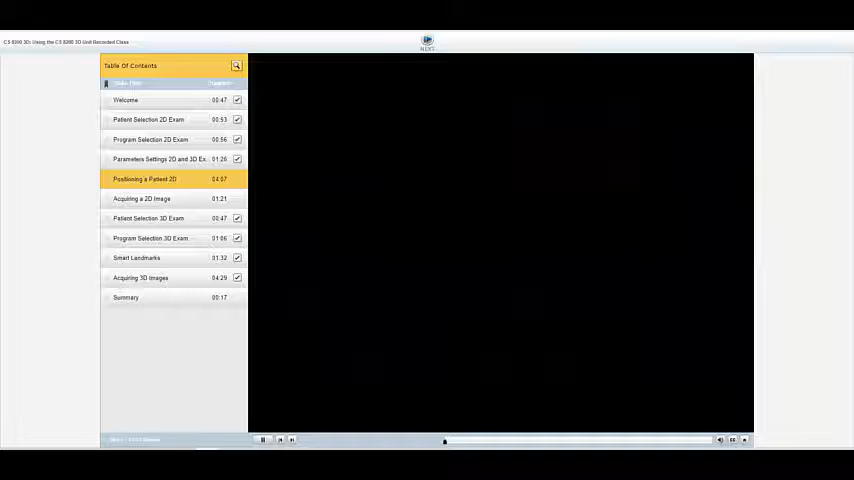 CS 8200 3D: Using the CS 8200 3D Unit Recorded Class
NEXT
Table Of Contents
Slide Title Duration
Welcome 00:47
Patient Selection 2D Exam 00:53
Program Selection 2D Exam 00:56
Parameters Settings 2D and 3D Ex... 01:26
Positioning a Patient 2D 04:07
Acquiring a 2D Image 01:21
Patient Selection 3D Exam 00:47
Program Selection 3D Exam 01:06
Smart Landmarks 01:32
Acquiring 3D Images 04:29
Summary 00:17